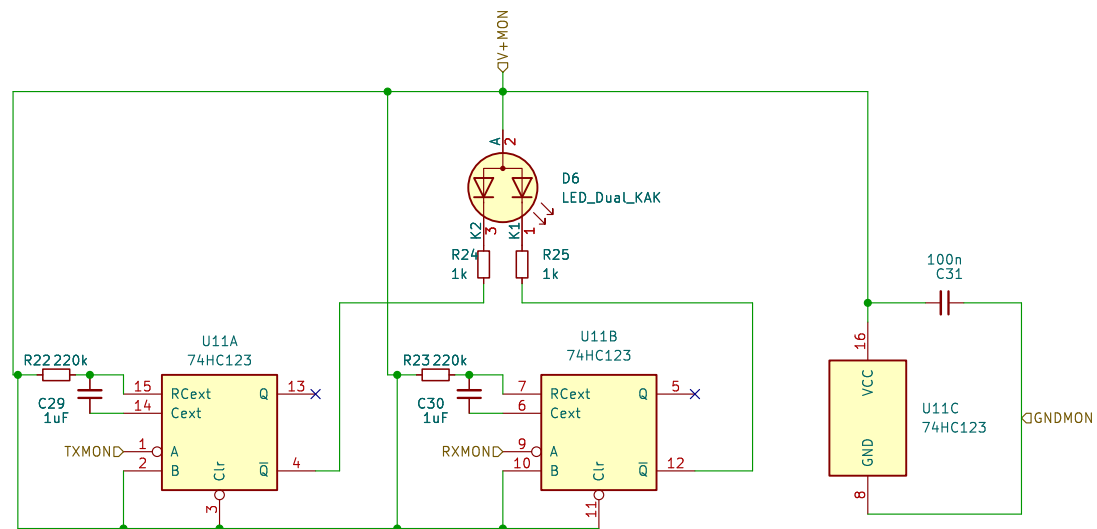 V+MON
A
2
D6
LED_Dual_KAK
K2
3
K1
1
R24
1k
R25
1k
100n
C31
U11A
74HC123
R22 220k
C29
1uF
15 RCext Q 13
14 Cext
TXMON 1 A
2 B Q 4
Clr
3
U11B
74HC123
R23 220k
C30
1uF
7 RCext Q 5
6 Cext
RXMON 9 A
10 B Q 12
Clr
11
16
VCC
U11C
74HC123
GND
8
GNDMON